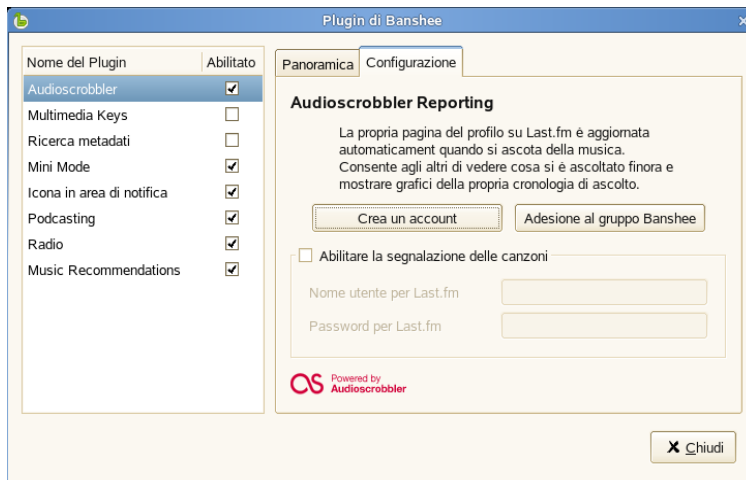 Plugin di Banshee
Nome del Plugin Abilitato
Audioscrobbler
Multimedia Keys
Ricerca metadati
Mini Mode
Icona in area di notifica
Podcasting
Radio
Music Recommendations
Panoramica Configurazione
Audioscrobbler Reporting
La propria pagina del profilo su Last.fm è aggiornata
automaticament quando si ascota della musica.
Consente agli altri di vedere cosa si è ascoltato finora e
mostrare grafici della propria cronologia di ascolto.
Crea un account Adesione al gruppo Banshee
Abilitare la segnalazione delle canzoni
Nome utente per Last.fm
Password per Last.fm
Powered by
Audioscrobbler
Chiudi